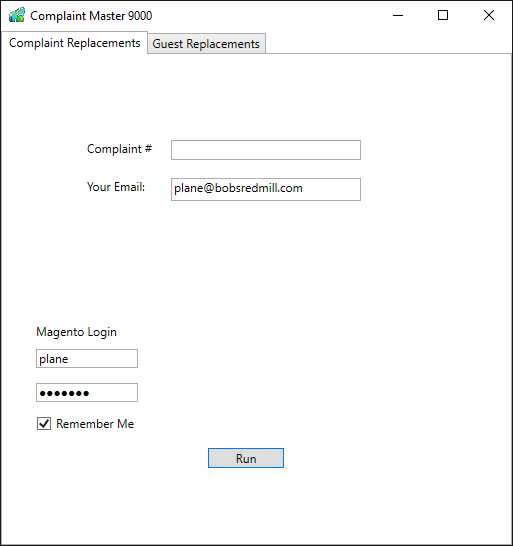 Complaint Master 9000
Complaint Replacements
Guest Replacements
Complaint #
Your Email:
plane@bobsredmill.com
Magento Login
plane
●●●●●●●
Remember Me
Run